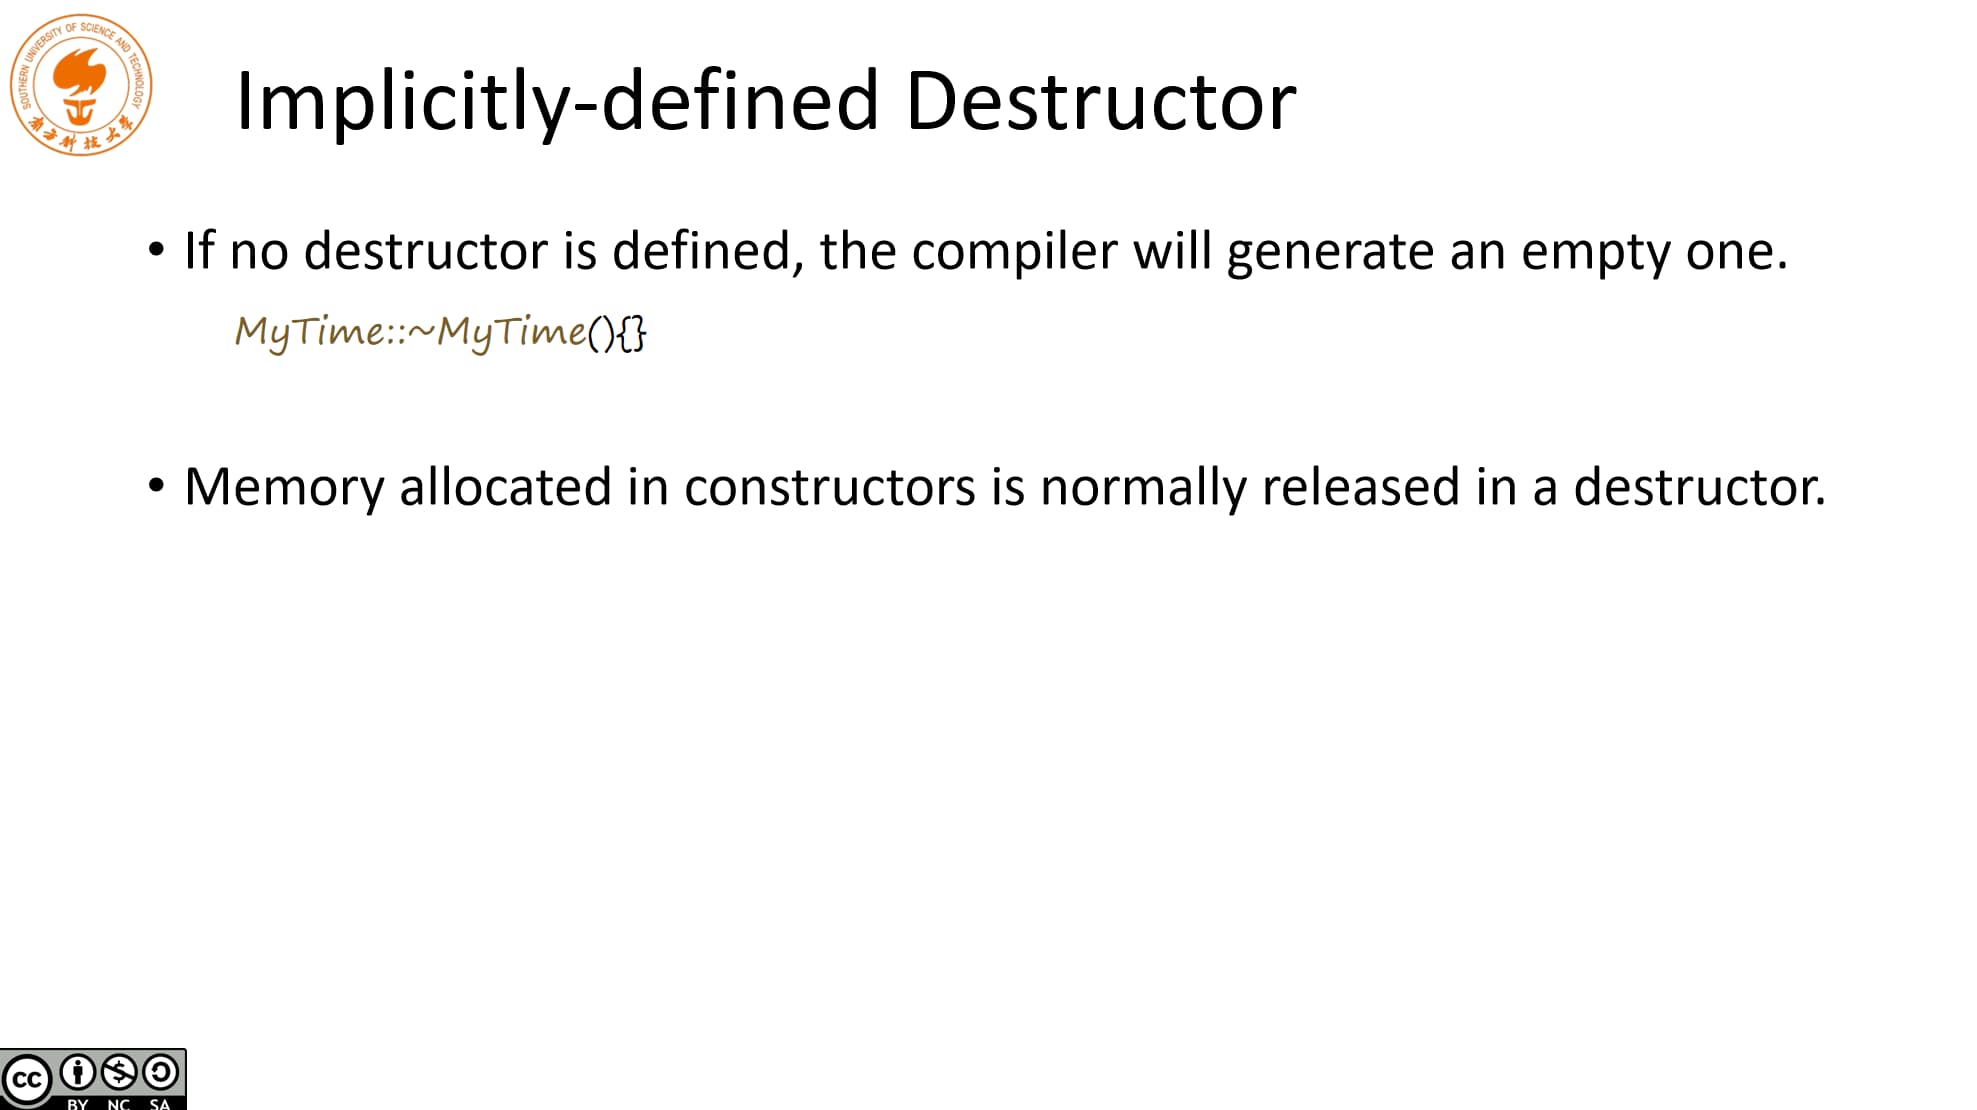 SOUTHERN UNIVERSITY OF SCIENCE AND TECHNOLOGY
南方科技大学
Implicitly-defined Destructor
• If no destructor is defined, the compiler will generate an empty one.
MyTime::~MyTime(){}
• Memory allocated in constructors is normally released in a destructor.
cc
BY NC SA